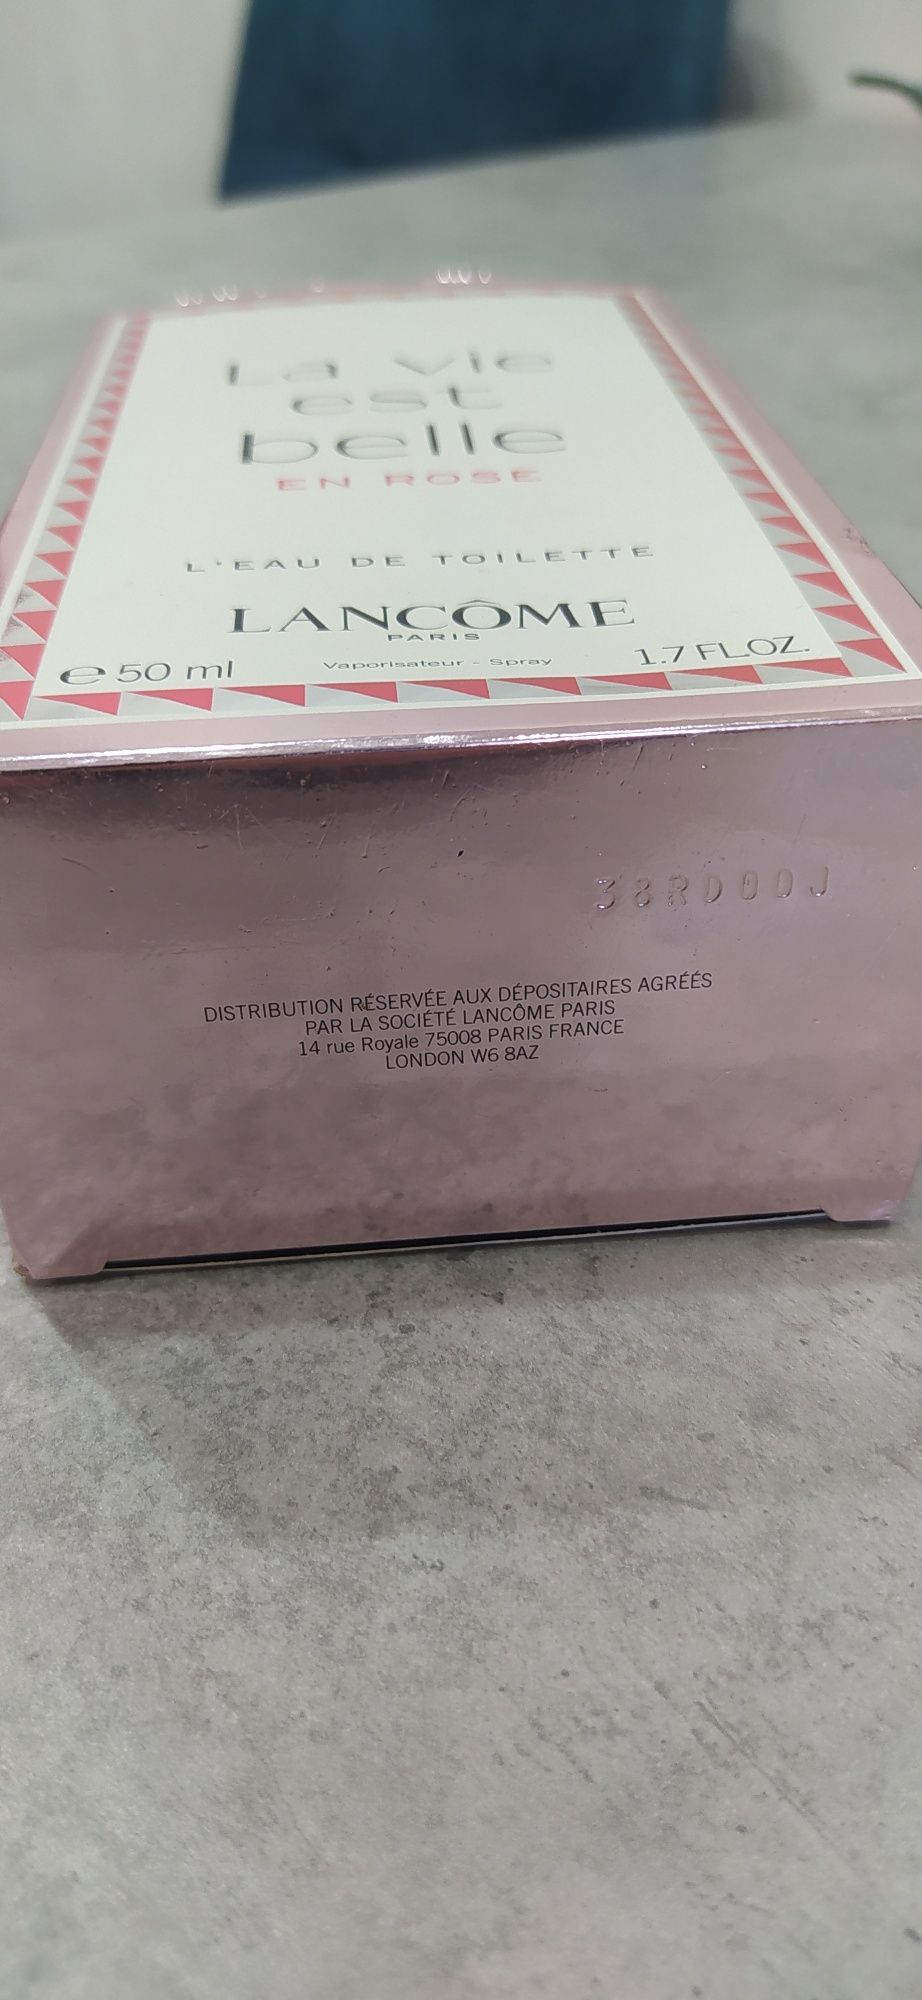 La vie
est
belle
EN ROSE
L'EAU DE TOILETTE
LANCÔME
PARIS
e 50 ml Vaporisateur - Spray 1.7 FL.OZ.
38RD00J
DISTRIBUTION RÉSERVÉE AUX DÉPOSITAIRES AGRÉÉS
PAR LA SOCIÉTÉ LANCÔME PARIS
14 rue Royale 75008 PARIS FRANCE
LONDON W6 8AZ